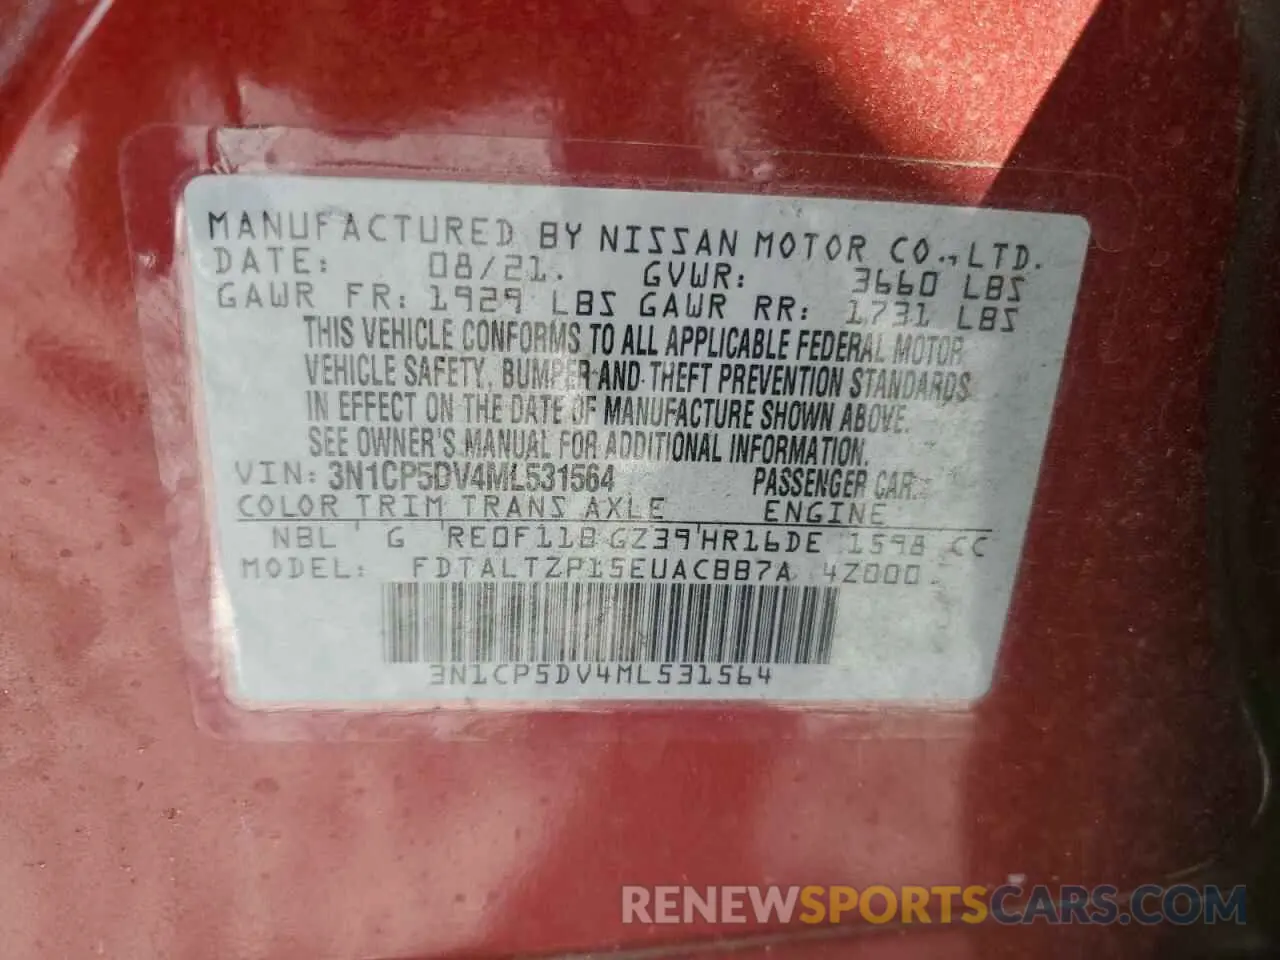 MANUFACTURED BY NISSAN MOTOR CO., LTD.
DATE: 08/21. GVWR: 3660 LBS
GAWR FR: 1929 LBS GAWR RR: 1731 LBS
THIS VEHICLE CONFORMS TO ALL APPLICABLE FEDERAL MOTOR
VEHICLE SAFETY, BUMPER AND THEFT PREVENTION STANDARDS
IN EFFECT ON THE DATE OF MANUFACTURE SHOWN ABOVE.
SEE OWNER'S MANUAL FOR ADDITIONAL INFORMATION.
VIN: 3N1CP5DV4ML531564 PASSENGER CAR
COLOR TRIM TRANS AXLE ENGINE
NBL G RE0F11B GZ39 HR16DE 1598 CC
MODEL: FDTALTZP15EUACBB7A 4Z000
3N1CP5DV4ML531564
RENEWSPORTSCARS.COM